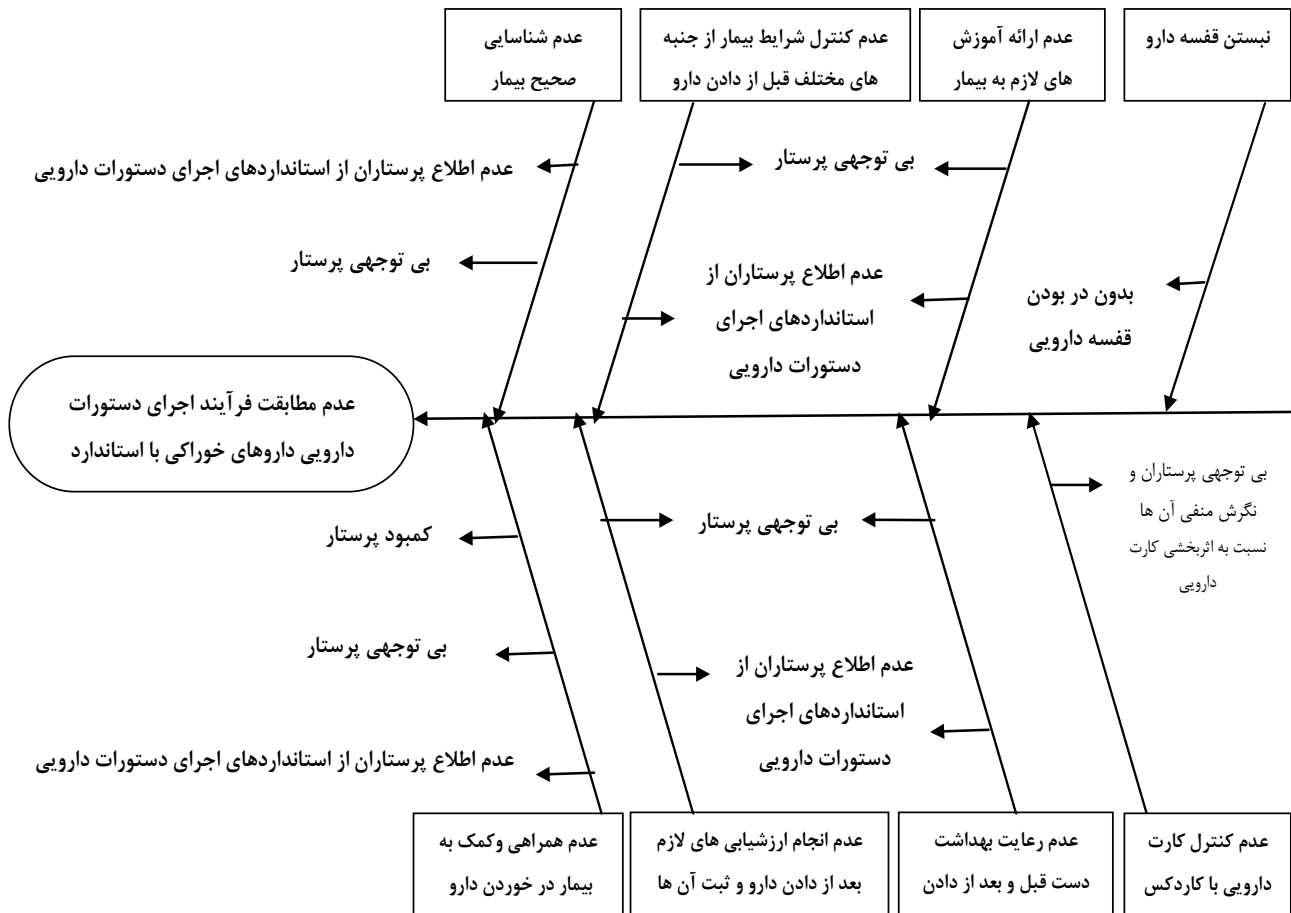 نبستن قفسه دارو
عدم ارائه آموزش
های لازم به بیمار
عدم کنترل شرایط بیمار از جنبه
های مختلف قبل از دادن دارو
عدم شناسایی
صحیح بیمار
بی توجهی پرستار
عدم اطلاع پرستاران از استانداردهای اجرای دستورات دارویی
بی توجهی پرستار
عدم اطلاع پرستاران از
استانداردهای اجرای
دستورات دارویی
بدون در بودن
قفسه دارویی
عدم مطابقت فرآیند اجرای دستورات
دارویی داروهای خوراکی با استاندارد
بی توجهی پرستاران و
نگرش منفی آن ها
نسبت به اثربخشی کارت
دارویی
بی توجهی پرستار
کمبود پرستار
بی توجهی پرستار
عدم اطلاع پرستاران از
استانداردهای اجرای
دستورات دارویی
عدم اطلاع پرستاران از استانداردهای اجرای دستورات دارویی
عدم کنترل کارت
دارویی با کاردکس
عدم رعایت بهداشت
دست قبل و بعد از دادن
عدم انجام ارزشیابی های لازم
بعد از دادن دارو و ثبت آن ها
عدم همراهی وکمک به
بیمار در خوردن دارو